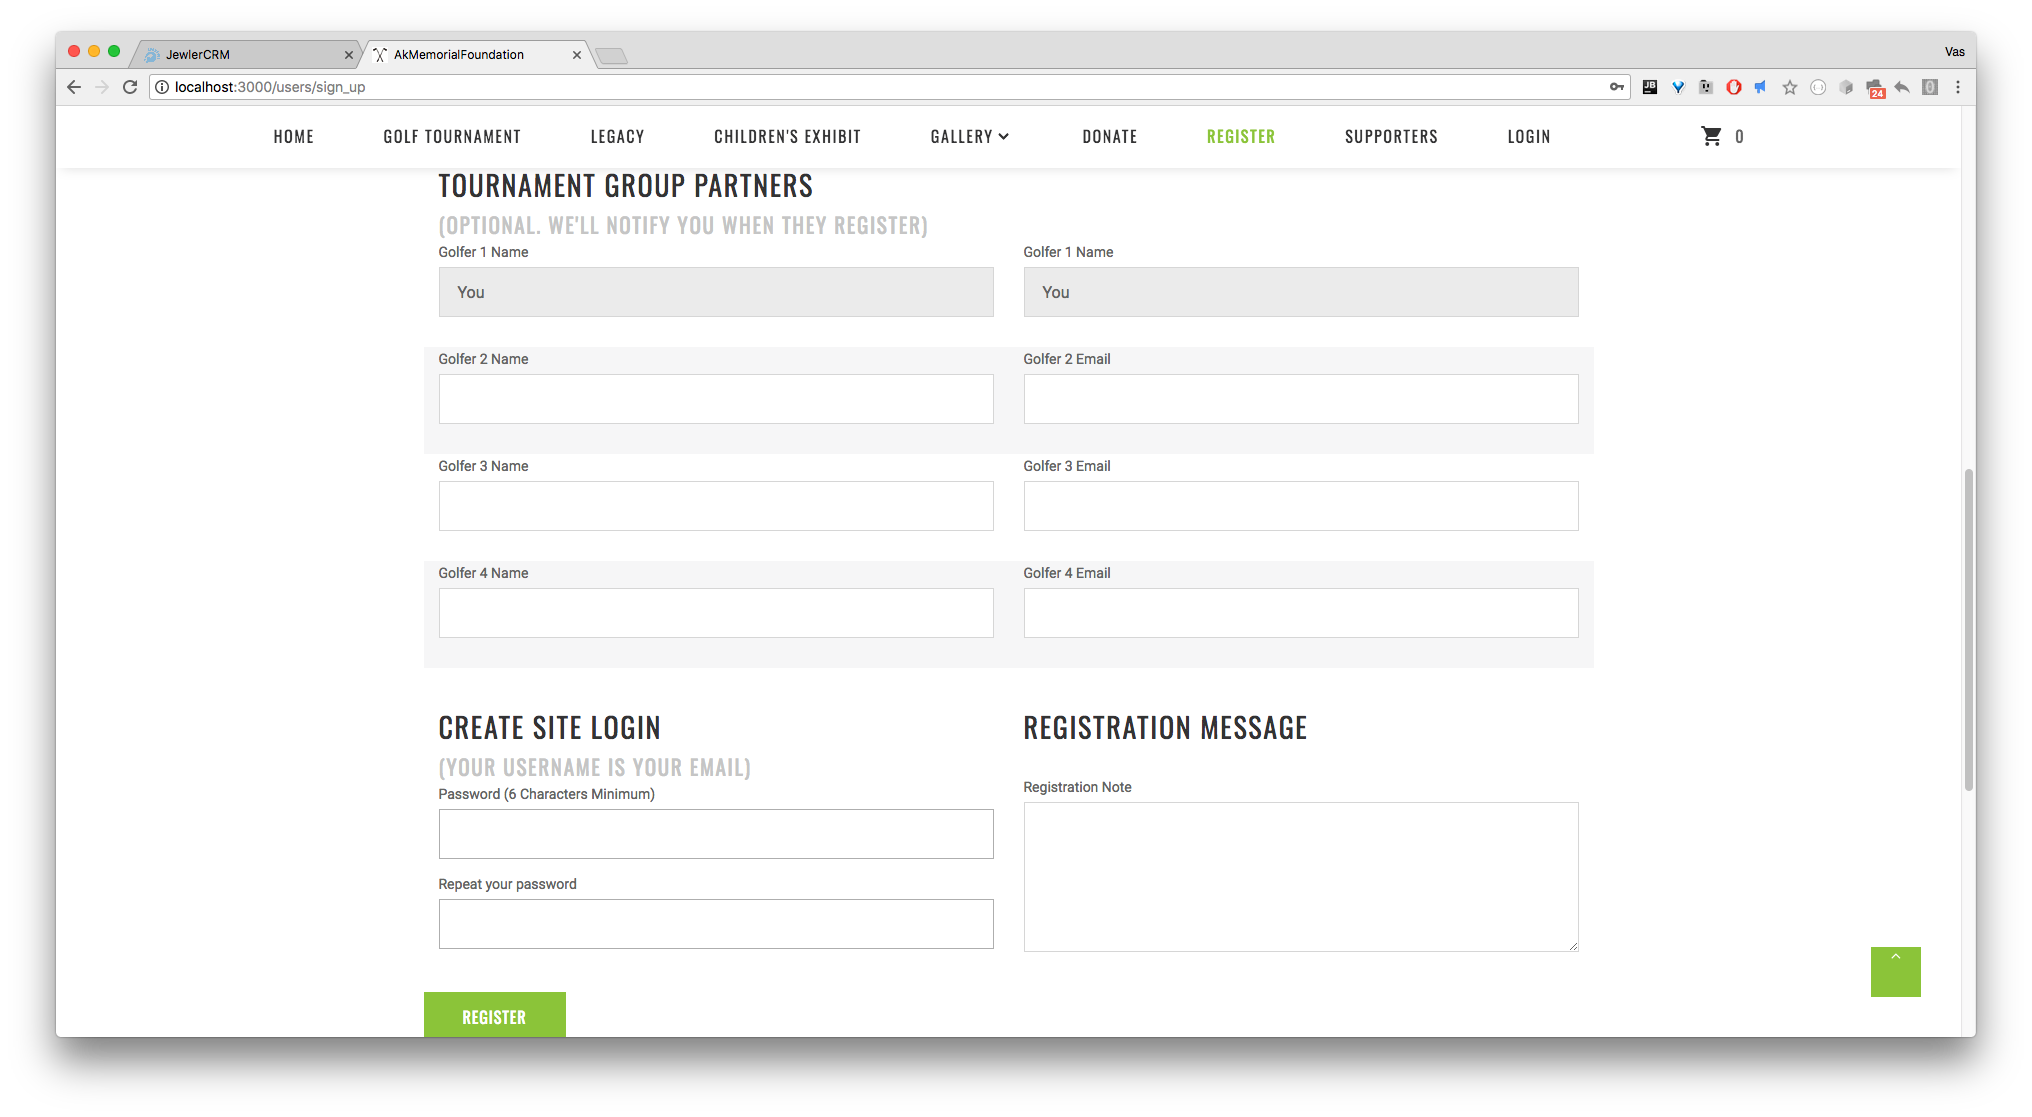 JewlerCRM
AkMemorialFoundation
Vas
localhost:3000/users/sign_up
JB
24
0
HOME GOLF TOURNAMENT LEGACY CHILDREN'S EXHIBIT GALLERY DONATE REGISTER SUPPORTERS LOGIN 0
TOURNAMENT GROUP PARTNERS
(OPTIONAL. WE'LL NOTIFY YOU WHEN THEY REGISTER)
Golfer 1 Name Golfer 1 Name
You You
Golfer 2 Name Golfer 2 Email
Golfer 3 Name Golfer 3 Email
Golfer 4 Name Golfer 4 Email
CREATE SITE LOGIN
(YOUR USERNAME IS YOUR EMAIL)
Password (6 Characters Minimum)
Repeat your password
REGISTRATION MESSAGE
Registration Note
REGISTER